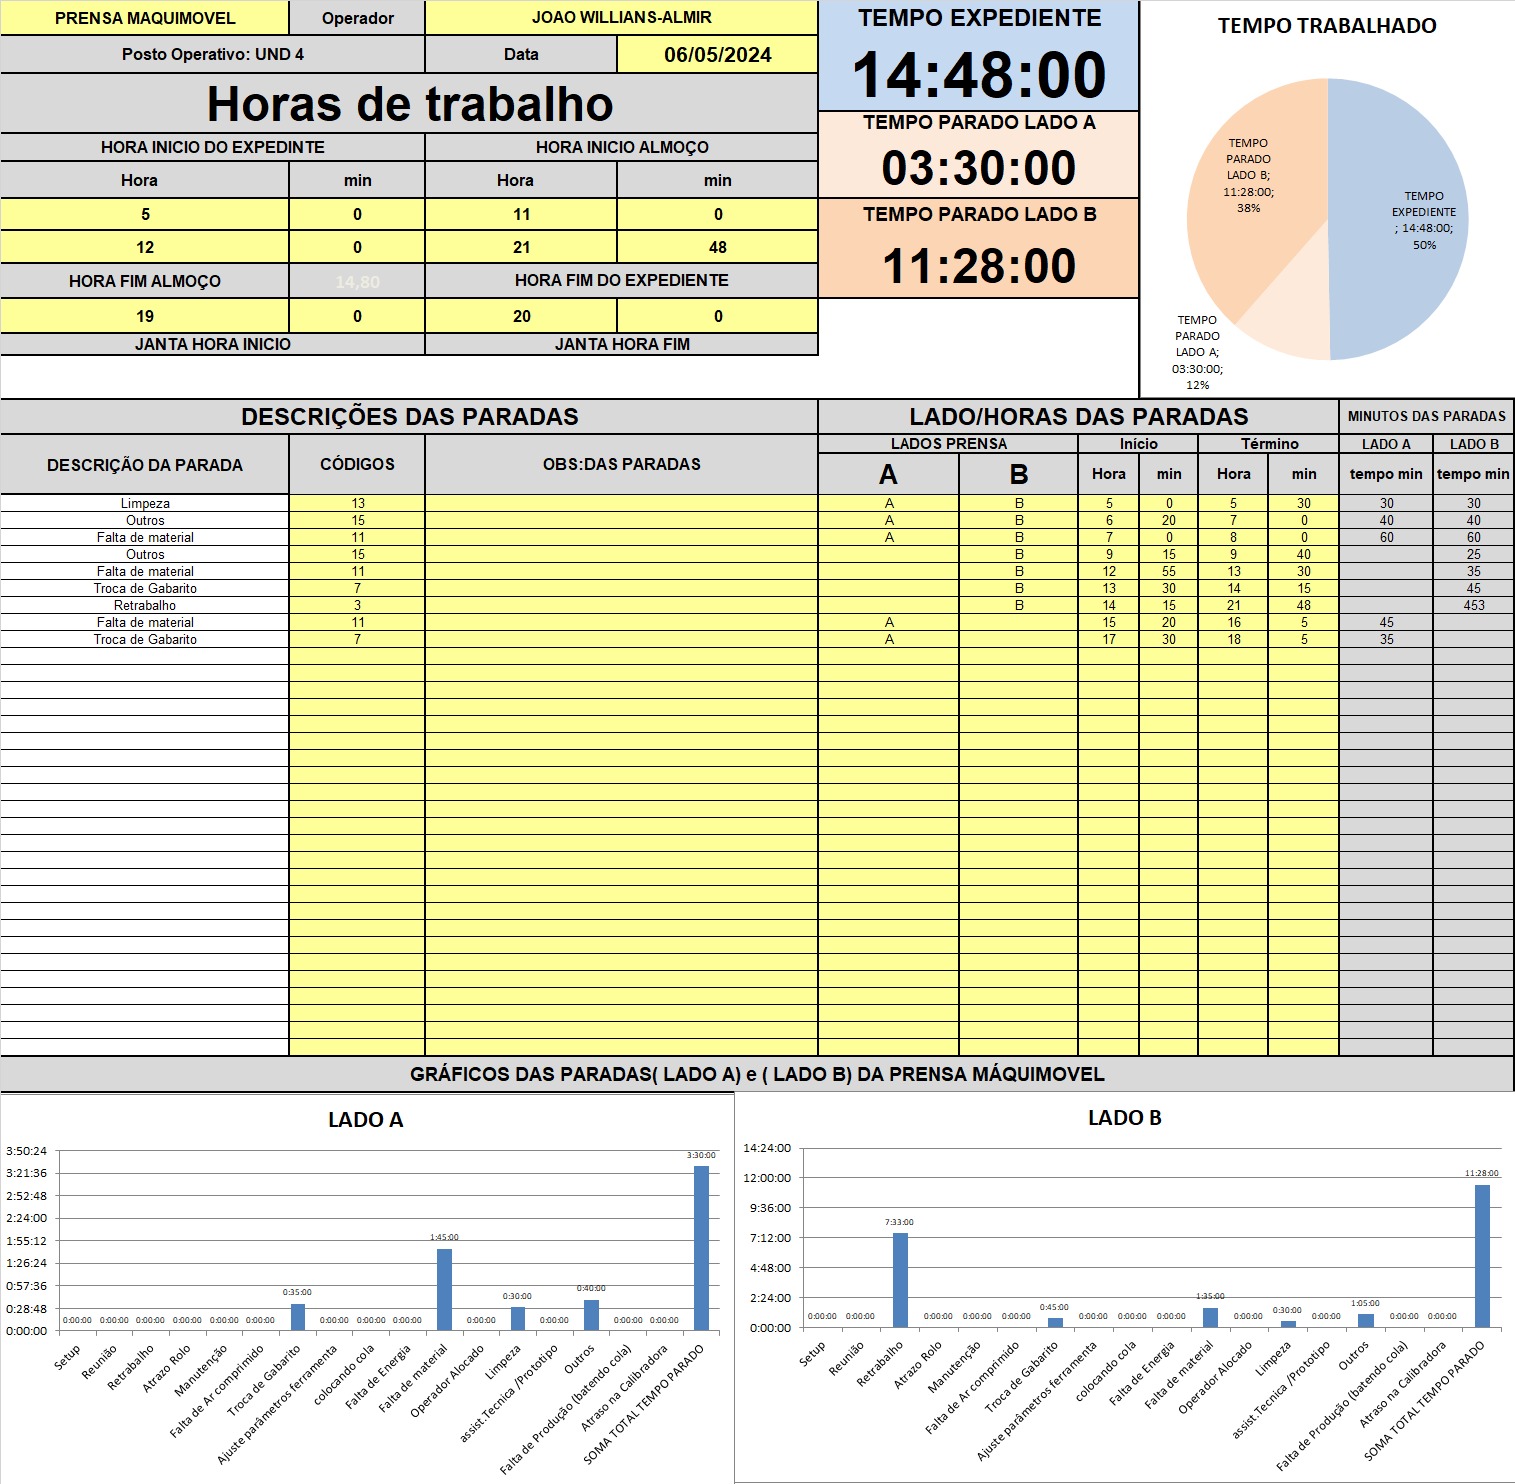 PRENSA MAQUIMOVEL Operador JOAO WILLIANS-ALMIR
Posto Operativo: UND 4 Data 06/05/2024
Horas de trabalho
HORA INICIO DO EXPEDINTE HORA INICIO ALMOÇO
Hora min Hora min
5 0 11 0
12 0 21 48
HORA FIM ALMOÇO 14,80 HORA FIM DO EXPEDIENTE
19 0 20 0
JANTA HORA INICIO JANTA HORA FIM
TEMPO EXPEDIENTE
14:48:00
TEMPO PARADO LADO A
03:30:00
TEMPO PARADO LADO B
11:28:00
TEMPO TRABALHADO
TEMPO
PARADO
LADO B;
11:28:00;
38%
TEMPO
EXPEDIENTE
; 14:48:00;
50%
TEMPO
PARADO
LADO A;
03:30:00;
12%
DESCRIÇÕES DAS PARADAS LADO/HORAS DAS PARADAS MINUTOS DAS PARADAS
DESCRIÇÃO DA PARADA CÓDIGOS OBS:DAS PARADAS LADOS PRENSA Início Término LADO A LADO B
A B Hora min Hora min tempo min tempo min
Limpeza 13 A B 5 0 5 30 30 30
Outros 15 A B 6 20 7 0 40 40
Falta de material 11 A B 7 0 8 0 60 60
Outros 15 B 9 15 9 40 25
Falta de material 11 B 12 55 13 30 35
Troca de Gabarito 7 B 13 30 14 15 45
Retrabalho 3 B 14 15 21 48 453
Falta de material 11 A 15 20 16 5 45
Troca de Gabarito 7 A 17 30 18 5 35
GRÁFICOS DAS PARADAS( LADO A) e ( LADO B) DA PRENSA MÁQUIMOVEL
LADO A
3:50:24
3:21:36
2:52:48
2:24:00
1:55:12
1:26:24
0:57:36
0:28:48
0:00:00
0:00:00 0:00:00 0:00:00 0:00:00 0:00:00 0:00:00 0:35:00 0:00:00 0:00:00 0:00:00 1:45:00 0:00:00 0:30:00 0:00:00 0:40:00 0:00:00 0:00:00 3:30:00
Setup
Reunião
Retrabalho
Atrazo Rolo
Manutenção
Falta de Ar comprimido
Troca de Gabarito
Ajuste parâmetros ferramenta
colocando cola
Falta de Energia
Falta de material
Operador Alocado
Limpeza
assist.Tecnica /Prototipo
Outros
Falta de Produção (batendo cola)
Atraso na Calibradora
SOMA TOTAL TEMPO PARADO
LADO B
14:24:00
12:00:00
9:36:00
7:12:00
4:48:00
2:24:00
0:00:00
0:00:00 0:00:00 7:33:00 0:00:00 0:00:00 0:00:00 0:45:00 0:00:00 0:00:00 0:00:00 1:35:00 0:00:00 0:30:00 0:00:00 1:05:00 0:00:00 0:00:00 11:28:00
Setup
Reunião
Retrabalho
Atrazo Rolo
Manutenção
Falta de Ar comprimido
Troca de Gabarito
Ajuste parâmetros ferramenta
colocando cola
Falta de Energia
Falta de material
Operador Alocado
Limpeza
assist.Tecnica /Prototipo
Outros
Falta de Produção (batendo cola)
Atraso na Calibradora
SOMA TOTAL TEMPO PARADO